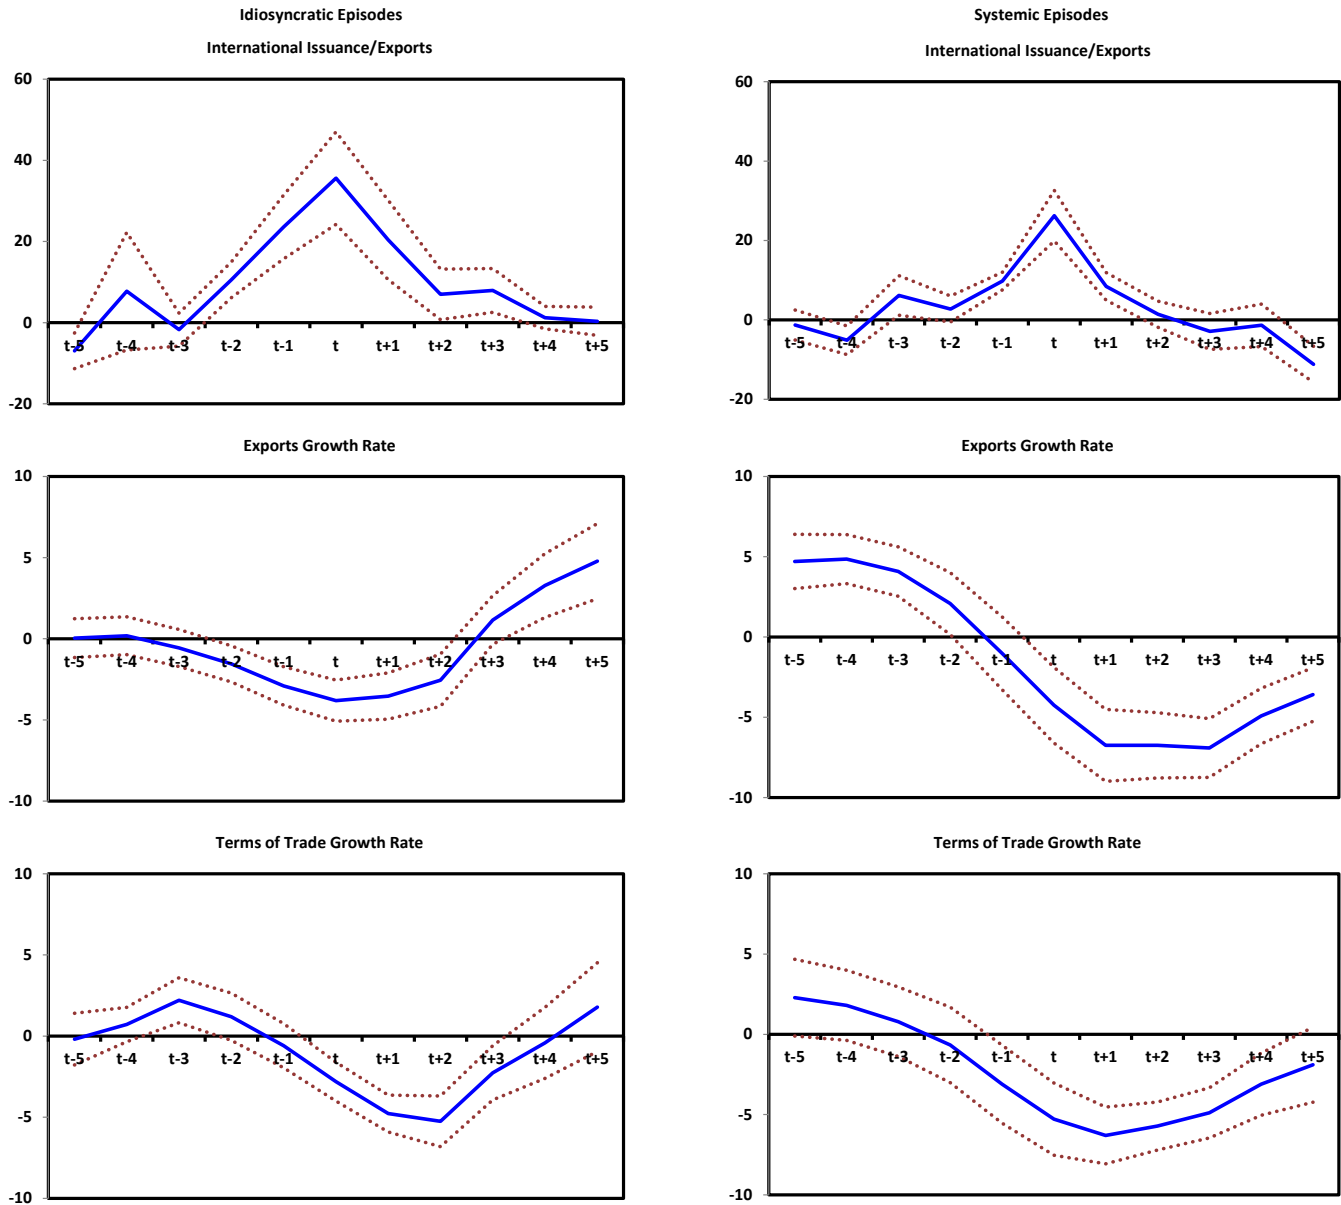 Idiosyncratic Episodes
International Issuance/Exports
60
40
20
0
-20
t-5 t-4 t-3 t-2 t-1 t t+1 t+2 t+3 t+4 t+5
Systemic Episodes
International Issuance/Exports
60
40
20
0
-20
t-5 t-4 t-3 t-2 t-1 t t+1 t+2 t+3 t+4 t+5
Exports Growth Rate
10
5
0
-5
-10
t-5 t-4 t-3 t-2 t-1 t t+1 t+2 t+3 t+4 t+5
Exports Growth Rate
10
5
0
-5
-10
t-5 t-4 t-3 t-2 t-1 t t+1 t+2 t+3 t+4 t+5
Terms of Trade Growth Rate
10
5
0
-5
-10
t-5 t-4 t-3 t-2 t-1 t t+1 t+2 t+3 t+4 t+5
Terms of Trade Growth Rate
10
5
0
-5
-10
t-5 t-4 t-3 t-2 t-1 t t+1 t+2 t+3 t+4 t+5